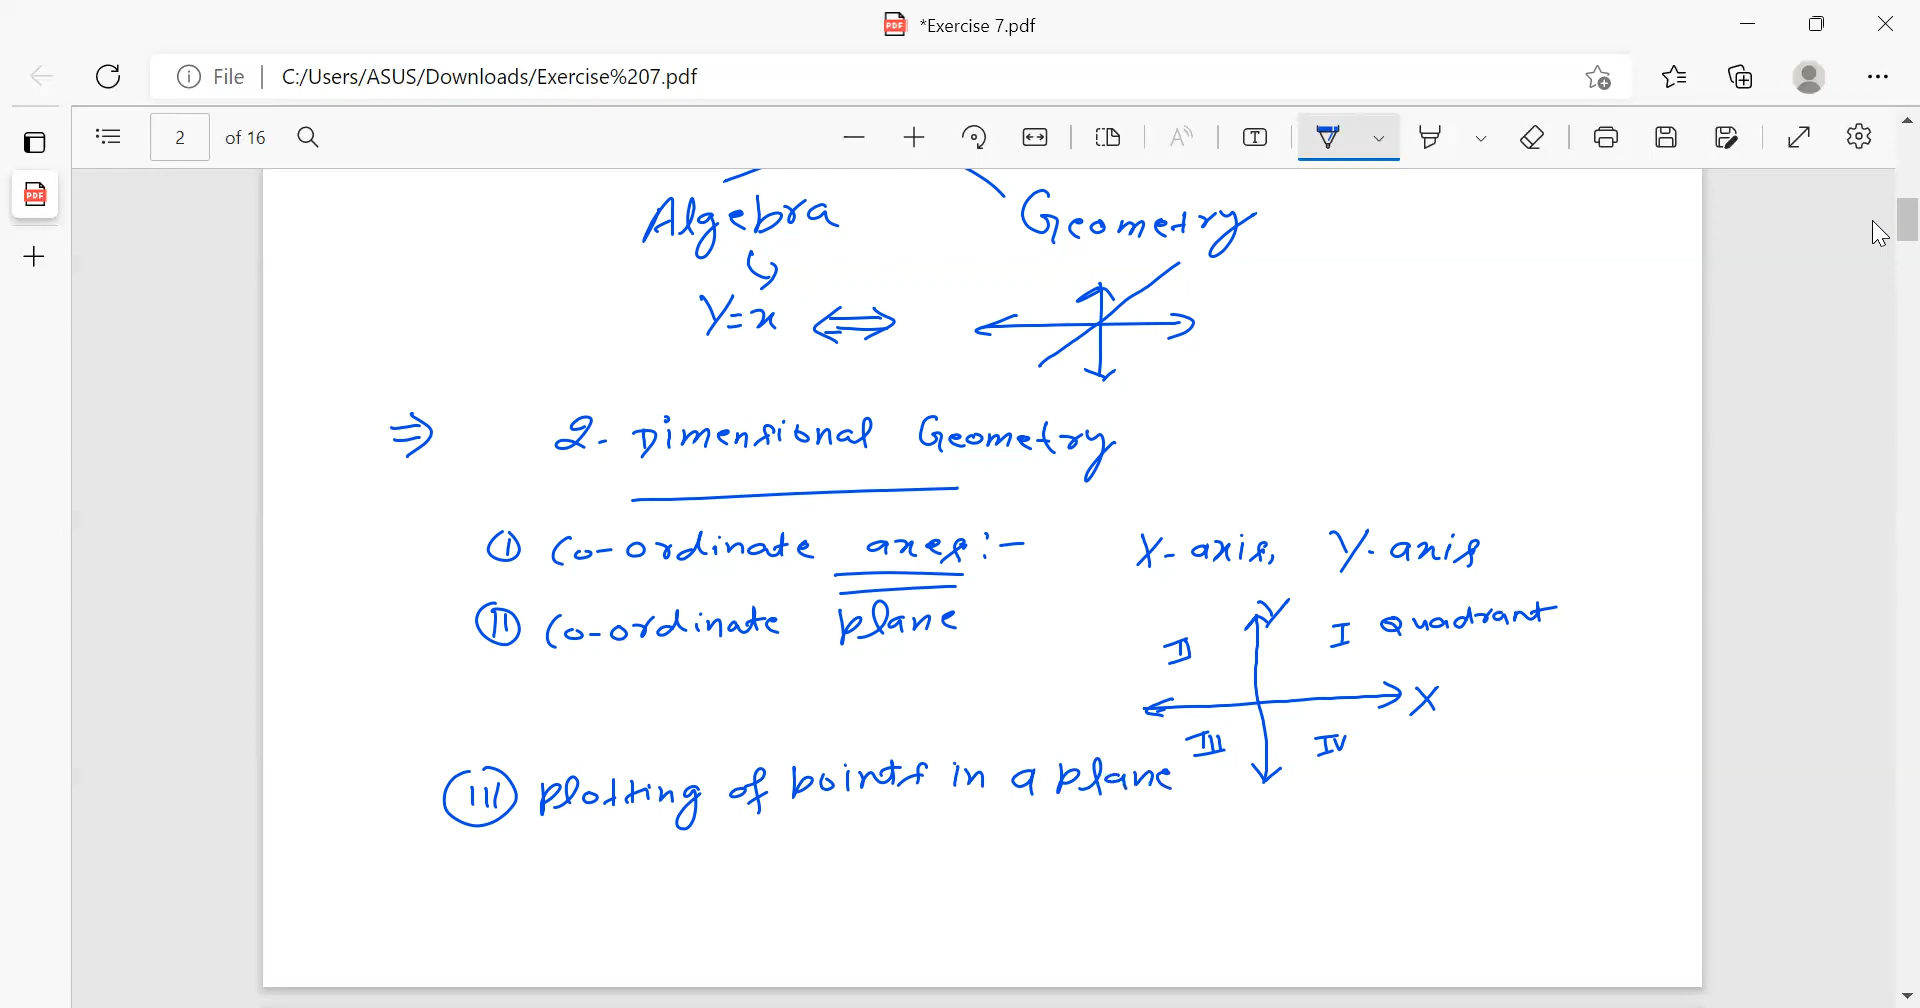 *Exercise 7.pdf
File C:/Users/ASUS/Downloads/Exercise%207.pdf
2 of 16
Algebra Geometry
Y=x
⇒ 2- Dimensional Geometry
① Co-ordinate axes:- X-axis, Y-axis
Ⅱ Co-ordinate plane
Y
II I Quadrant
X
III IV
Ⅲ plotting of points in a plane